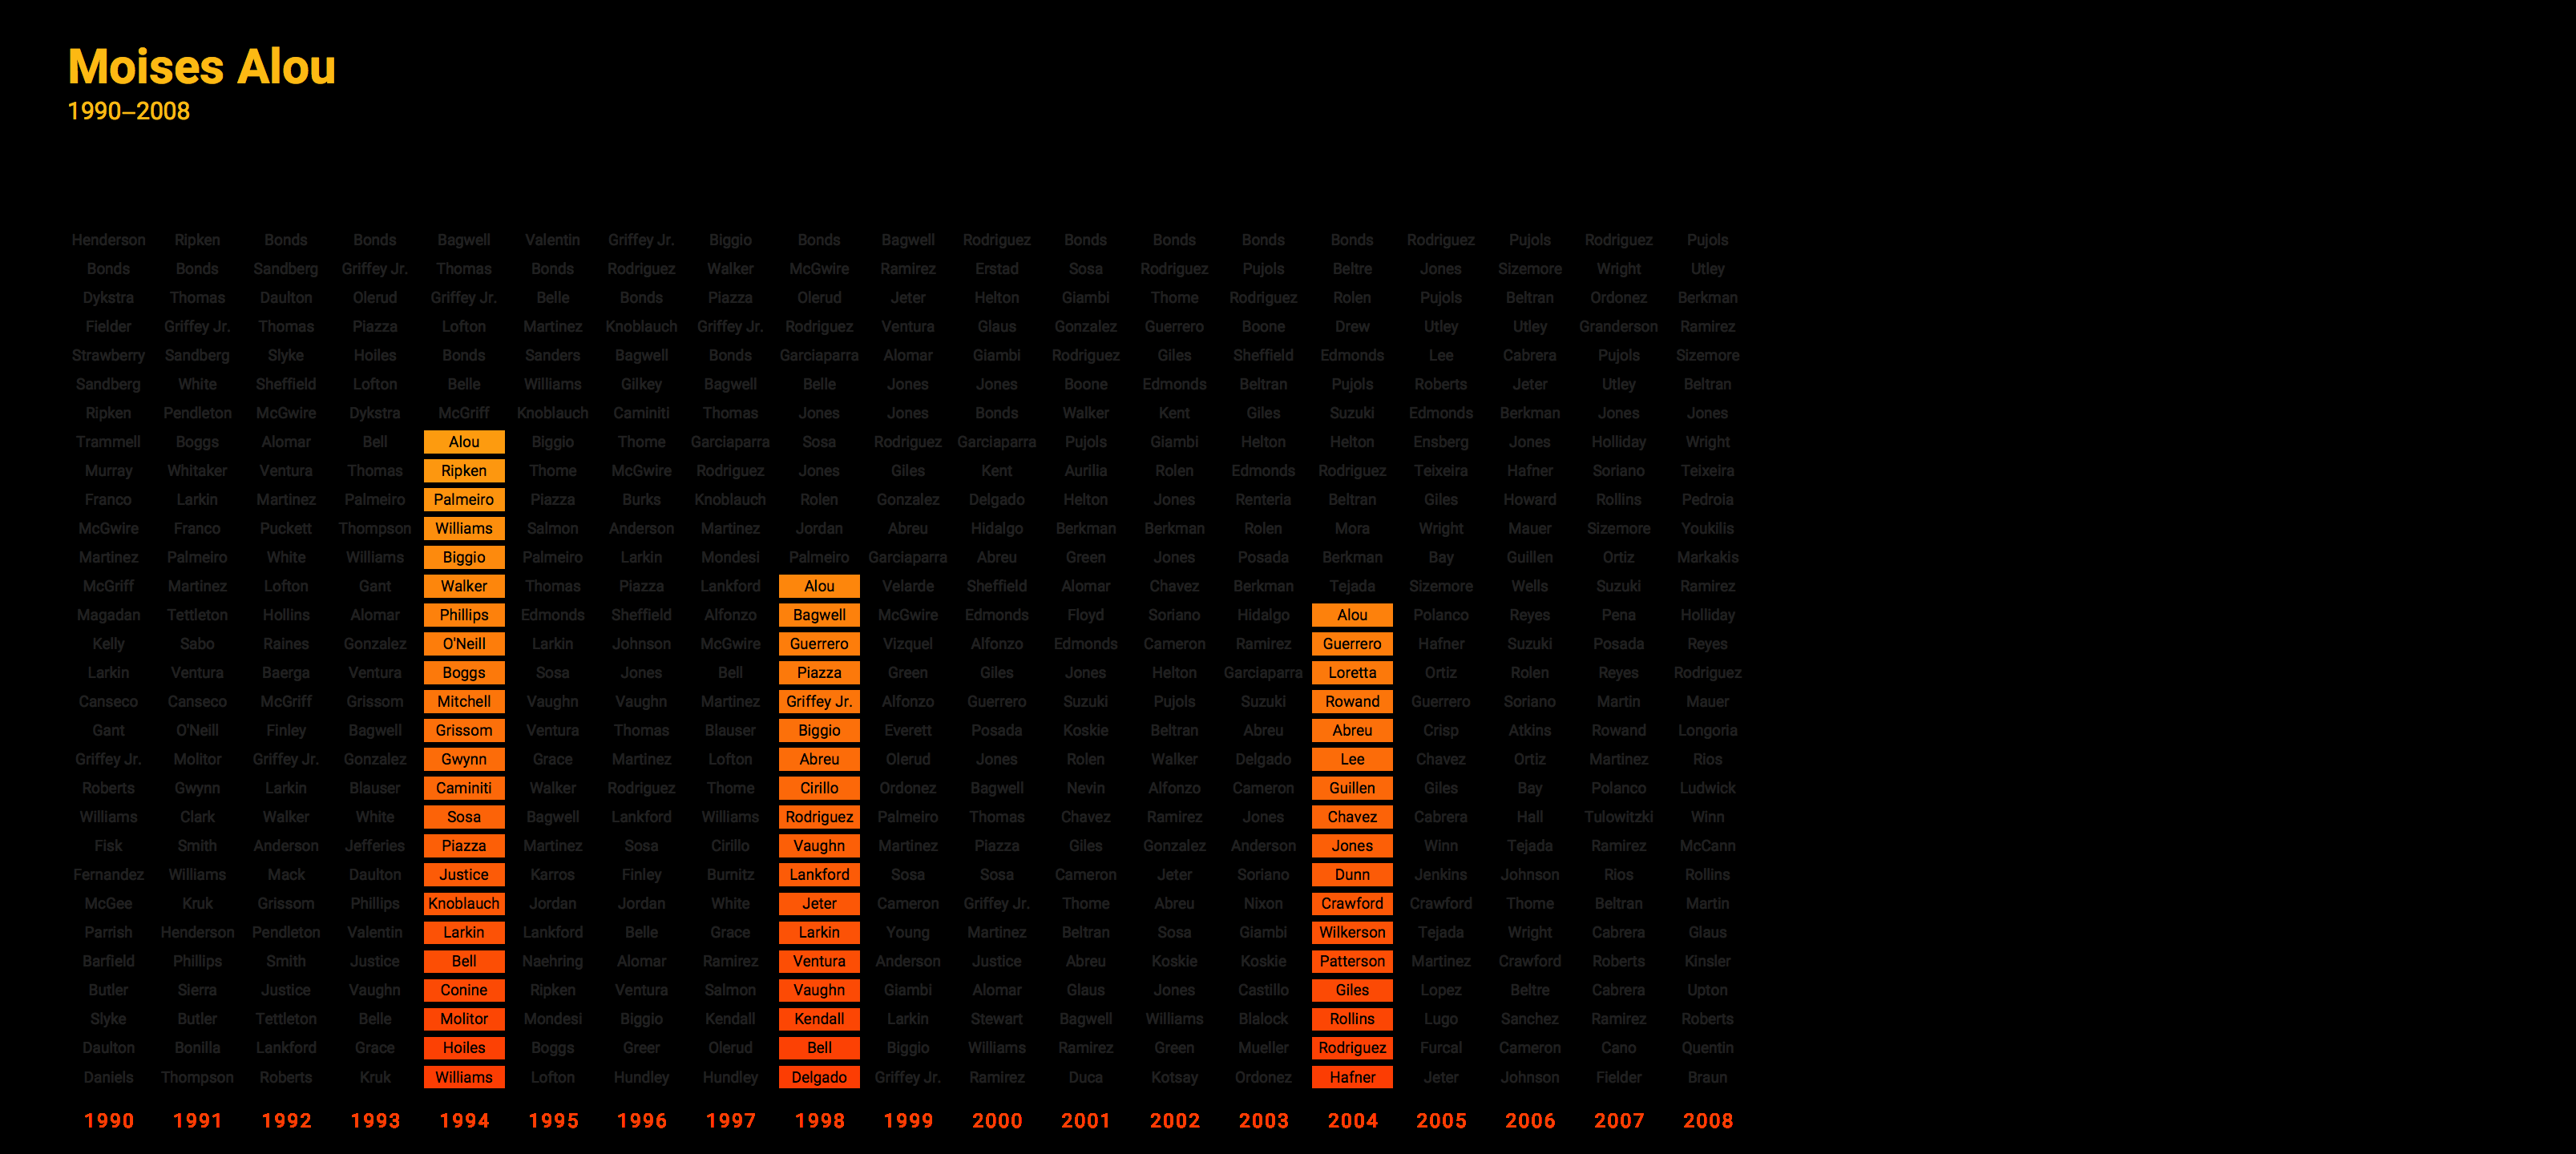 Moises Alou
1990–2008
Henderson Ripken Bonds Bonds Bagwell Valentin Griffey Jr. Biggio Bonds Bagwell Rodriguez Bonds Bonds Bonds Bonds Rodriguez Pujols Rodriguez Pujols
Bonds Bonds Sandberg Griffey Jr. Thomas Bonds Rodriguez Walker McGwire Ramirez Erstad Sosa Rodriguez Pujols Beltre Jones Sizemore Wright Utley
Dykstra Thomas Daulton Olerud Griffey Jr. Belle Bonds Piazza Olerud Jeter Helton Giambi Thome Rodriguez Rolen Pujols Beltran Ordonez Berkman
Fielder Griffey Jr. Thomas Piazza Lofton Martinez Knoblauch Griffey Jr. Rodriguez Ventura Glaus Gonzalez Guerrero Boone Drew Utley Utley Granderson Ramirez
Strawberry Sandberg Slyke Hoiles Bonds Sanders Bagwell Bonds Garciaparra Alomar Giambi Rodriguez Giles Sheffield Edmonds Lee Cabrera Pujols Sizemore
Sandberg White Sheffield Lofton Belle Williams Gilkey Bagwell Belle Jones Jones Boone Edmonds Beltran Pujols Roberts Jeter Utley Beltran
Ripken Pendleton McGwire Dykstra McGriff Knoblauch Caminiti Thomas Jones Jones Bonds Walker Kent Giles Suzuki Edmonds Berkman Jones Jones
Trammell Boggs Alomar Bell Alou Biggio Thome Garciaparra Sosa Rodriguez Garciaparra Pujols Giambi Helton Helton Ensberg Jones Holliday Wright
Murray Whitaker Ventura Thomas Ripken Thome McGwire Rodriguez Jones Giles Kent Aurilia Rolen Edmonds Rodriguez Teixeira Hafner Soriano Teixeira
Franco Larkin Martinez Palmeiro Palmeiro Piazza Burks Knoblauch Rolen Gonzalez Delgado Helton Jones Renteria Beltran Giles Howard Rollins Pedroia
McGwire Franco Puckett Thompson Williams Salmon Anderson Martinez Jordan Abreu Hidalgo Berkman Berkman Rolen Mora Wright Mauer Sizemore Youkilis
Martinez Palmeiro White Williams Biggio Palmeiro Larkin Mondesi Palmeiro Garciaparra Abreu Green Jones Posada Berkman Bay Guillen Ortiz Markakis
McGriff Martinez Lofton Gant Walker Thomas Piazza Lankford Alou Velarde Sheffield Alomar Chavez Berkman Tejada Sizemore Wells Suzuki Ramirez
Magadan Tettleton Hollins Alomar Phillips Edmonds Sheffield Alfonzo Bagwell McGwire Edmonds Floyd Soriano Hidalgo Alou Polanco Reyes Pena Holliday
Kelly Sabo Raines Gonzalez O'Neill Larkin Johnson McGwire Guerrero Vizquel Alfonzo Edmonds Cameron Ramirez Guerrero Hafner Suzuki Posada Reyes
Larkin Ventura Baerga Ventura Boggs Sosa Jones Bell Piazza Green Giles Jones Helton Garciaparra Loretta Ortiz Rolen Reyes Rodriguez
Canseco Canseco McGriff Grissom Mitchell Vaughn Vaughn Martinez Griffey Jr. Alfonzo Guerrero Suzuki Pujols Suzuki Rowand Guerrero Soriano Martin Mauer
Gant O'Neill Finley Bagwell Grissom Ventura Thomas Blauser Biggio Everett Posada Koskie Beltran Abreu Abreu Crisp Atkins Rowand Longoria
Griffey Jr. Molitor Griffey Jr. Gonzalez Gwynn Grace Martinez Lofton Abreu Olerud Jones Rolen Walker Delgado Lee Chavez Ortiz Martinez Rios
Roberts Gwynn Larkin Blauser Caminiti Walker Rodriguez Thome Cirillo Ordonez Bagwell Nevin Alfonzo Cameron Guillen Giles Bay Polanco Ludwick
Williams Clark Walker White Sosa Bagwell Lankford Williams Rodriguez Palmeiro Thomas Chavez Ramirez Jones Chavez Cabrera Hall Tulowitzki Winn
Fisk Smith Anderson Jefferies Piazza Martinez Sosa Cirillo Vaughn Martinez Piazza Giles Gonzalez Anderson Jones Winn Tejada Ramirez McCann
Fernandez Williams Mack Daulton Justice Karros Finley Burnitz Lankford Sosa Sosa Cameron Jeter Soriano Dunn Jenkins Johnson Rios Rollins
McGee Kruk Grissom Phillips Knoblauch Jordan Jordan White Jeter Cameron Griffey Jr. Thome Abreu Nixon Crawford Crawford Thome Beltran Martin
Parrish Henderson Pendleton Valentin Larkin Lankford Belle Grace Larkin Young Martinez Beltran Sosa Giambi Wilkerson Tejada Wright Cabrera Glaus
Barfield Phillips Smith Justice Bell Naehring Alomar Ramirez Ventura Anderson Justice Abreu Koskie Koskie Patterson Martinez Crawford Roberts Kinsler
Butler Sierra Justice Vaughn Conine Ripken Ventura Salmon Vaughn Giambi Alomar Glaus Jones Castillo Giles Lopez Beltre Cabrera Upton
Slyke Butler Tettleton Belle Molitor Mondesi Biggio Kendall Kendall Larkin Stewart Bagwell Williams Blalock Rollins Lugo Sanchez Ramirez Roberts
Daulton Bonilla Lankford Grace Hoiles Boggs Greer Olerud Bell Biggio Williams Ramirez Green Mueller Rodriguez Furcal Cameron Cano Quentin
Daniels Thompson Roberts Kruk Williams Lofton Hundley Hundley Delgado Griffey Jr. Ramirez Duca Kotsay Ordonez Hafner Jeter Johnson Fielder Braun
1990 1991 1992 1993 1994 1995 1996 1997 1998 1999 2000 2001 2002 2003 2004 2005 2006 2007 2008